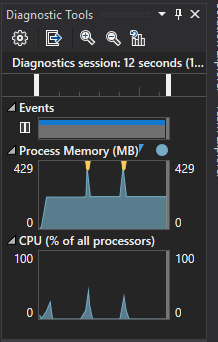 Diagnostic Tools
Diagnostics session: 12 seconds (1...
Events
Process Memory (MB)
429 429
0 0
CPU (% of all processors)
100 100
0 0